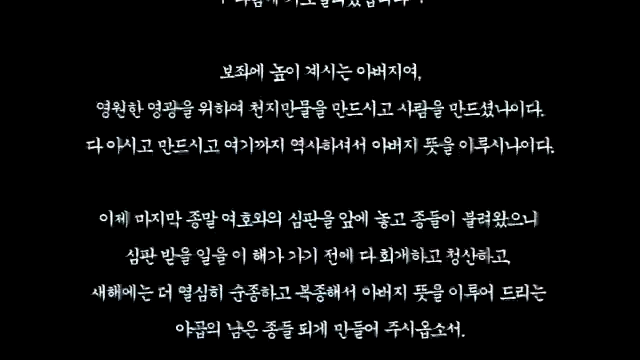 보좌에 높이 계시는 아버지여,
영원한 영광을 위하여 천지만물을 만드시고 사람을 만드셨나이다.
다 아시고 만드시고 여기까지 역사하셔서 아버지 뜻을 이루시나이다.
이제 마지막 종말 여호와의 심판을 앞에 놓고 종들이 불려왔으니
심판 받을 일을 이 해가 가기 전에 다 회개하고 청산하고,
새해에는 더 열심히 순종하고 복종해서 아버지 뜻을 이루어 드리는
야곱의 남은 종들 되게 만들어 주시옵소서.